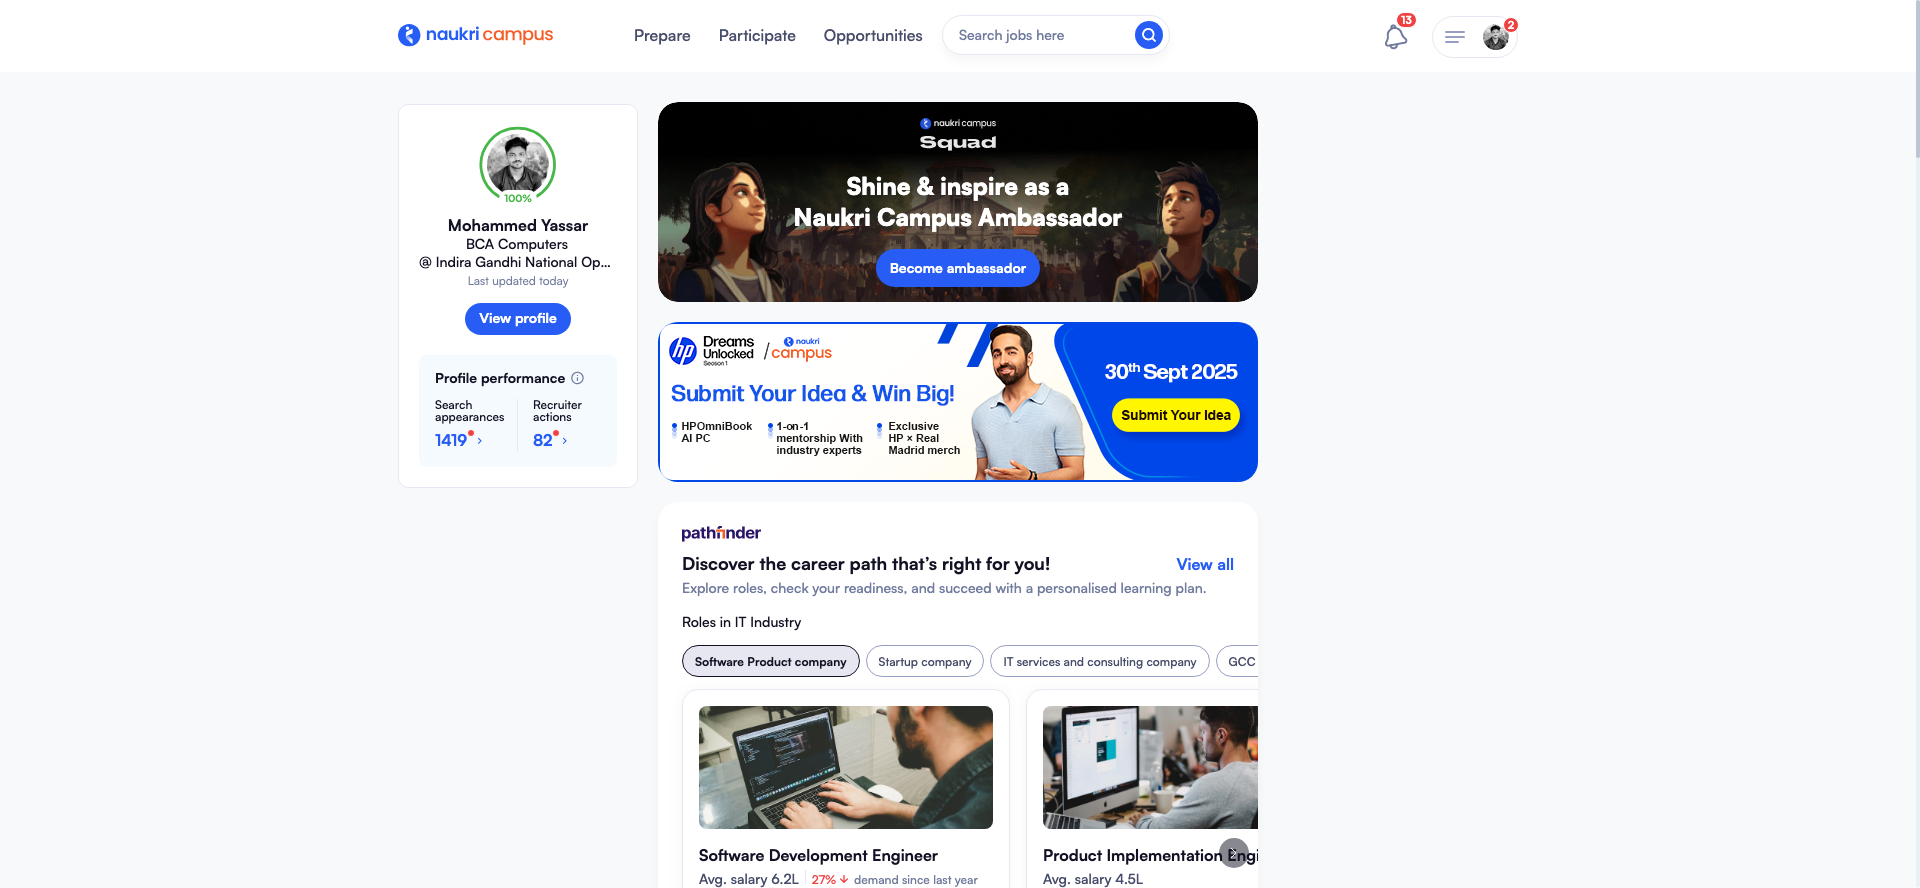 naukri campus
Prepare
Participate
Opportunities
Search jobs here
13
2
100%
Mohammed Yassar
BCA Computers
@ Indira Gandhi National Op...
Last updated today
View profile
Profile performance
Search
appearances
1419
Recruiter
actions
82
naukri campus
Squad
Shine & inspire as a
Naukri Campus Ambassador
Become ambassador
hp
Dreams
Unlocked
Season 1
naukri
campus
Submit Your Idea & Win Big!
HPOmniBook
AI PC
1-on-1
mentorship With
industry experts
Exclusive
HP × Real
Madrid merch
30th Sept 2025
Submit Your Idea
pathfinder
Discover the career path that's right for you!
View all
Explore roles, check your readiness, and succeed with a personalised learning plan.
Roles in IT Industry
Software Product company
Startup company
IT services and consulting company
GCC
Software Development Engineer
Avg. salary 6.2L
27% ↓ demand since last year
Product Implementation Engi
Avg. salary 4.5L